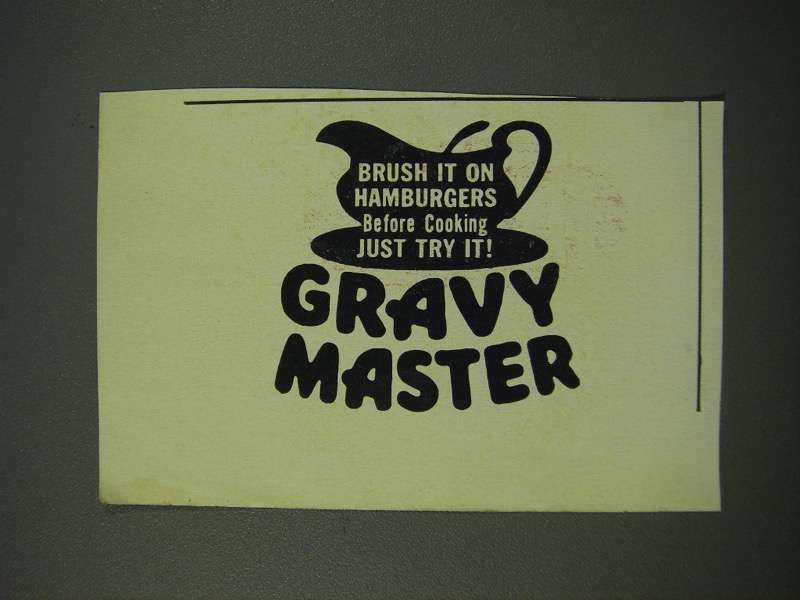 BRUSH IT ON
HAMBURGERS
Before Cooking
JUST TRY IT!
GRAVY
MASTER